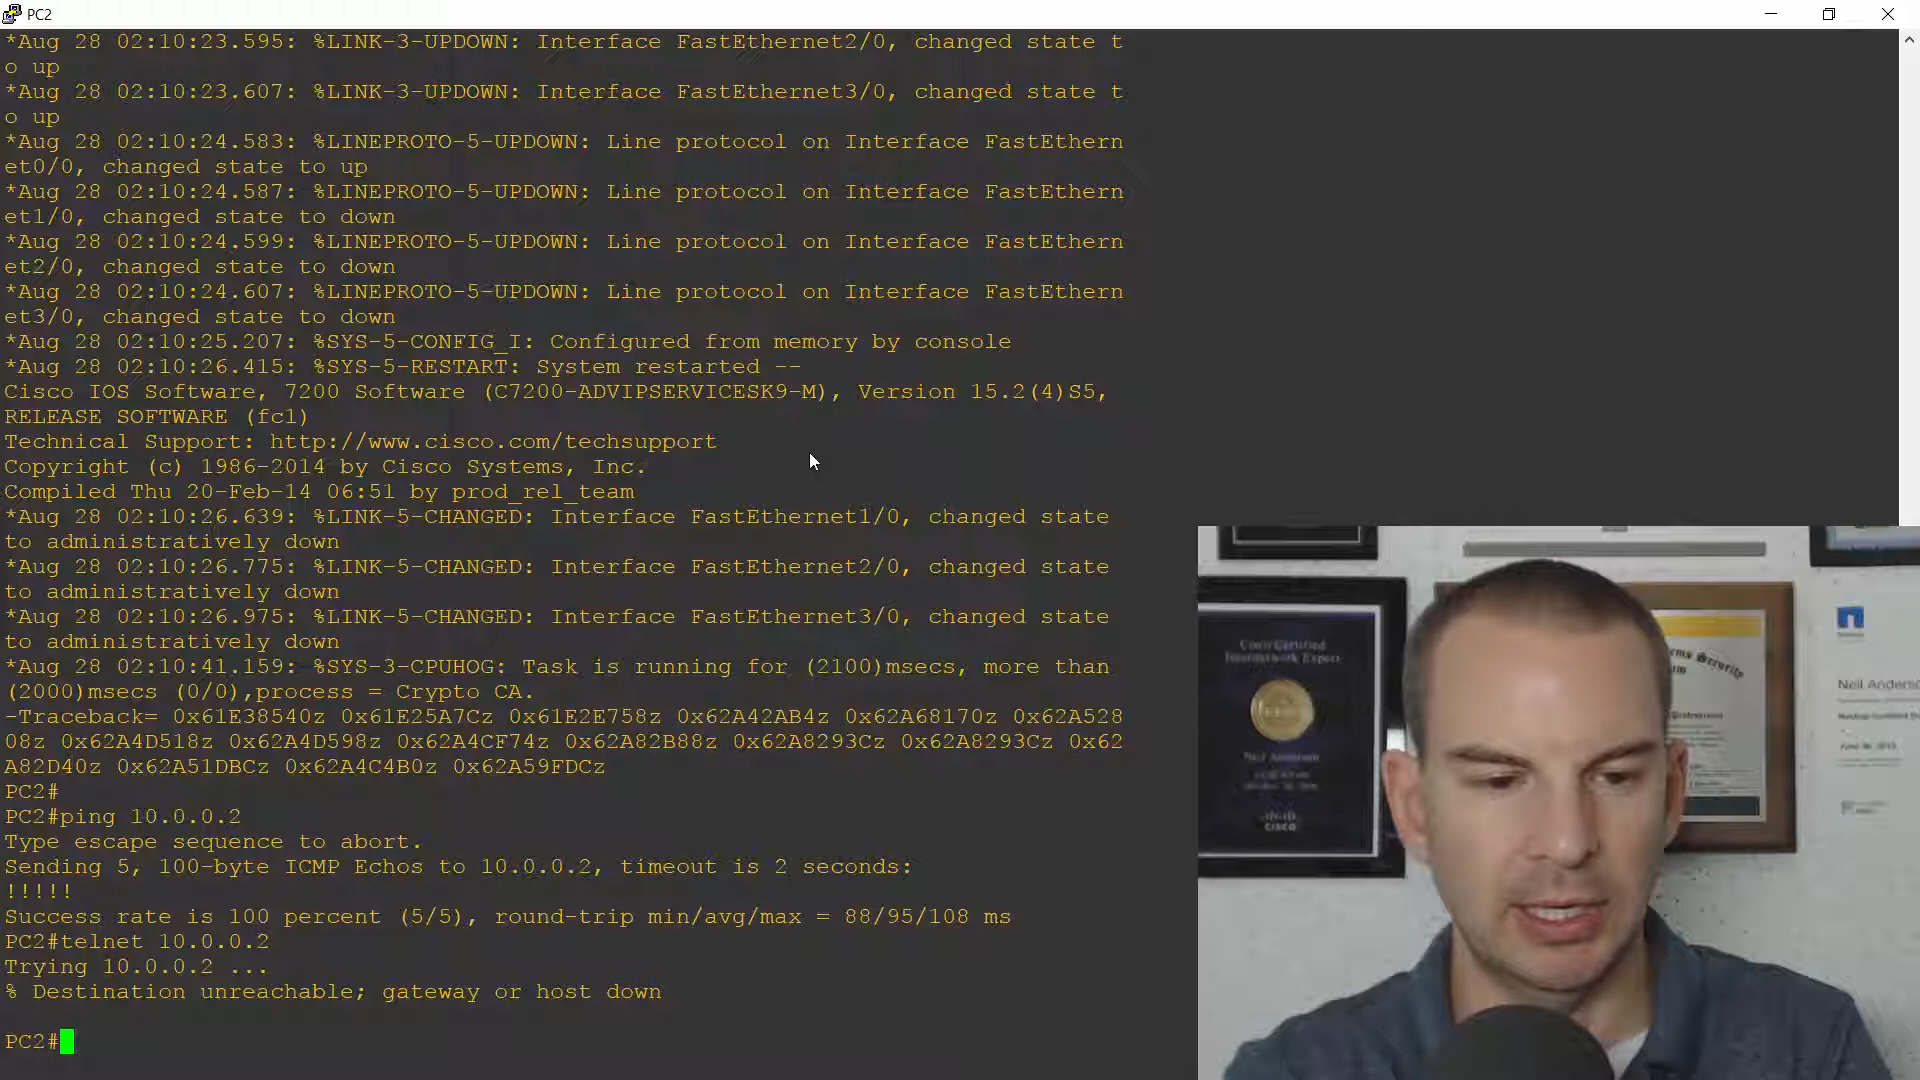 PC2
*Aug 28 02:10:23.595: %LINK-3-UPDOWN: Interface FastEthernet2/0, changed state t
o up
*Aug 28 02:10:23.607: %LINK-3-UPDOWN: Interface FastEthernet3/0, changed state t
o up
*Aug 28 02:10:24.583: %LINEPROTO-5-UPDOWN: Line protocol on Interface FastEthern
et0/0, changed state to up
*Aug 28 02:10:24.587: %LINEPROTO-5-UPDOWN: Line protocol on Interface FastEthern
et1/0, changed state to down
*Aug 28 02:10:24.599: %LINEPROTO-5-UPDOWN: Line protocol on Interface FastEthern
et2/0, changed state to down
*Aug 28 02:10:24.607: %LINEPROTO-5-UPDOWN: Line protocol on Interface FastEthern
et3/0, changed state to down
*Aug 28 02:10:25.207: %SYS-5-CONFIG_I: Configured from memory by console
*Aug 28 02:10:26.415: %SYS-5-RESTART: System restarted --
Cisco IOS Software, 7200 Software (C7200-ADVIPSERVICESK9-M), Version 15.2(4)S5,
RELEASE SOFTWARE (fc1)
Technical Support: http://www.cisco.com/techsupport
Copyright (c) 1986-2014 by Cisco Systems, Inc.
Compiled Thu 20-Feb-14 06:51 by prod_rel_team
*Aug 28 02:10:26.639: %LINK-5-CHANGED: Interface FastEthernet1/0, changed state
to administratively down
*Aug 28 02:10:26.775: %LINK-5-CHANGED: Interface FastEthernet2/0, changed state
to administratively down
*Aug 28 02:10:26.975: %LINK-5-CHANGED: Interface FastEthernet3/0, changed state
to administratively down
*Aug 28 02:10:41.159: %SYS-3-CPUHOG: Task is running for (2100)msecs, more than
(2000)msecs (0/0),process = Crypto CA.
-Traceback= 0x61E38540z 0x61E25A7Cz 0x61E2E758z 0x62A42AB4z 0x62A68170z 0x62A528
08z 0x62A4D518z 0x62A4D598z 0x62A4CF74z 0x62A82B88z 0x62A8293Cz 0x62A8293Cz 0x62
A82D40z 0x62A51DBCz 0x62A4C4B0z 0x62A59FDCz
PC2#
PC2#ping 10.0.0.2
Type escape sequence to abort.
Sending 5, 100-byte ICMP Echos to 10.0.0.2, timeout is 2 seconds:
!!!!!
Success rate is 100 percent (5/5), round-trip min/avg/max = 88/95/108 ms
PC2#telnet 10.0.0.2
Trying 10.0.0.2 ...
% Destination unreachable; gateway or host down
PC2#
Cisco Certified
Internetwork Expert
Neil Anderson
CISCO